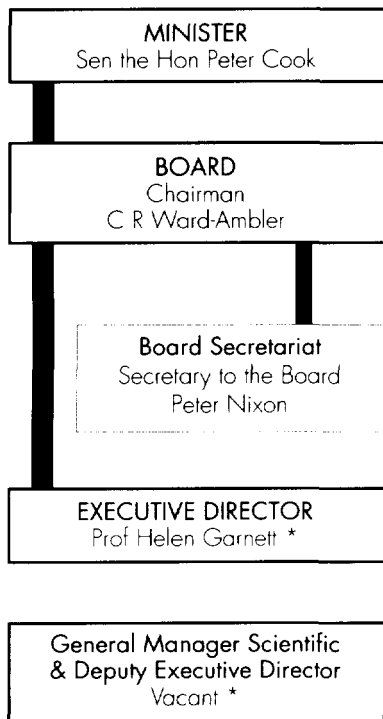 MINISTER
Sen the Hon Peter Cook
BOARD
Chairman
C R Ward-Ambler
Board Secretariat
Secretary to the Board
Peter Nixon
EXECUTIVE DIRECTOR
Prof Helen Garnett *
General Manager Scientific
& Deputy Executive Director
Vacant *